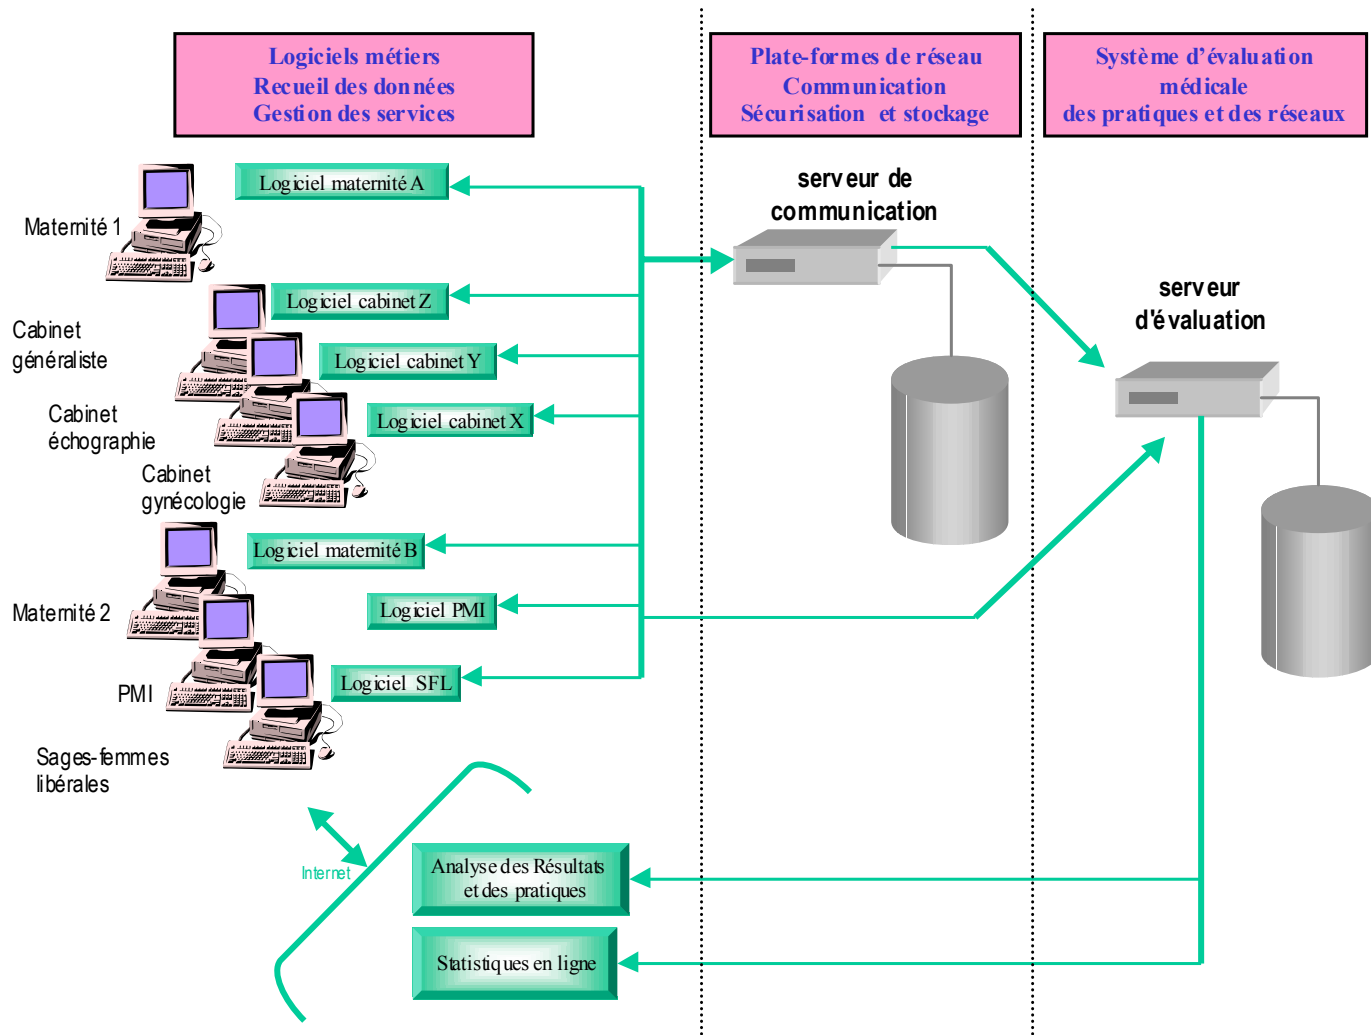 Logiciels métiers
Recueil des données
Gestion des services
Plate-formes de réseau
Communication
Sécurisation et stockage
Système d'évaluation
médicale
des pratiques et des réseaux
Logiciel maternité A
Maternité 1
serveur de
communication
Logiciel cabinet Z
Cabinet
généraliste
Logiciel cabinet Y
serveur
d'évaluation
Logiciel cabinet X
Cabinet
échographie
Cabinet
gynécologie
Logiciel maternité B
Maternité 2
Logiciel PMI
PMI
Logiciel SFL
Sages-femmes
libérales
Internet
Analyse des Résultats
et des pratiques
Statistiques en ligne